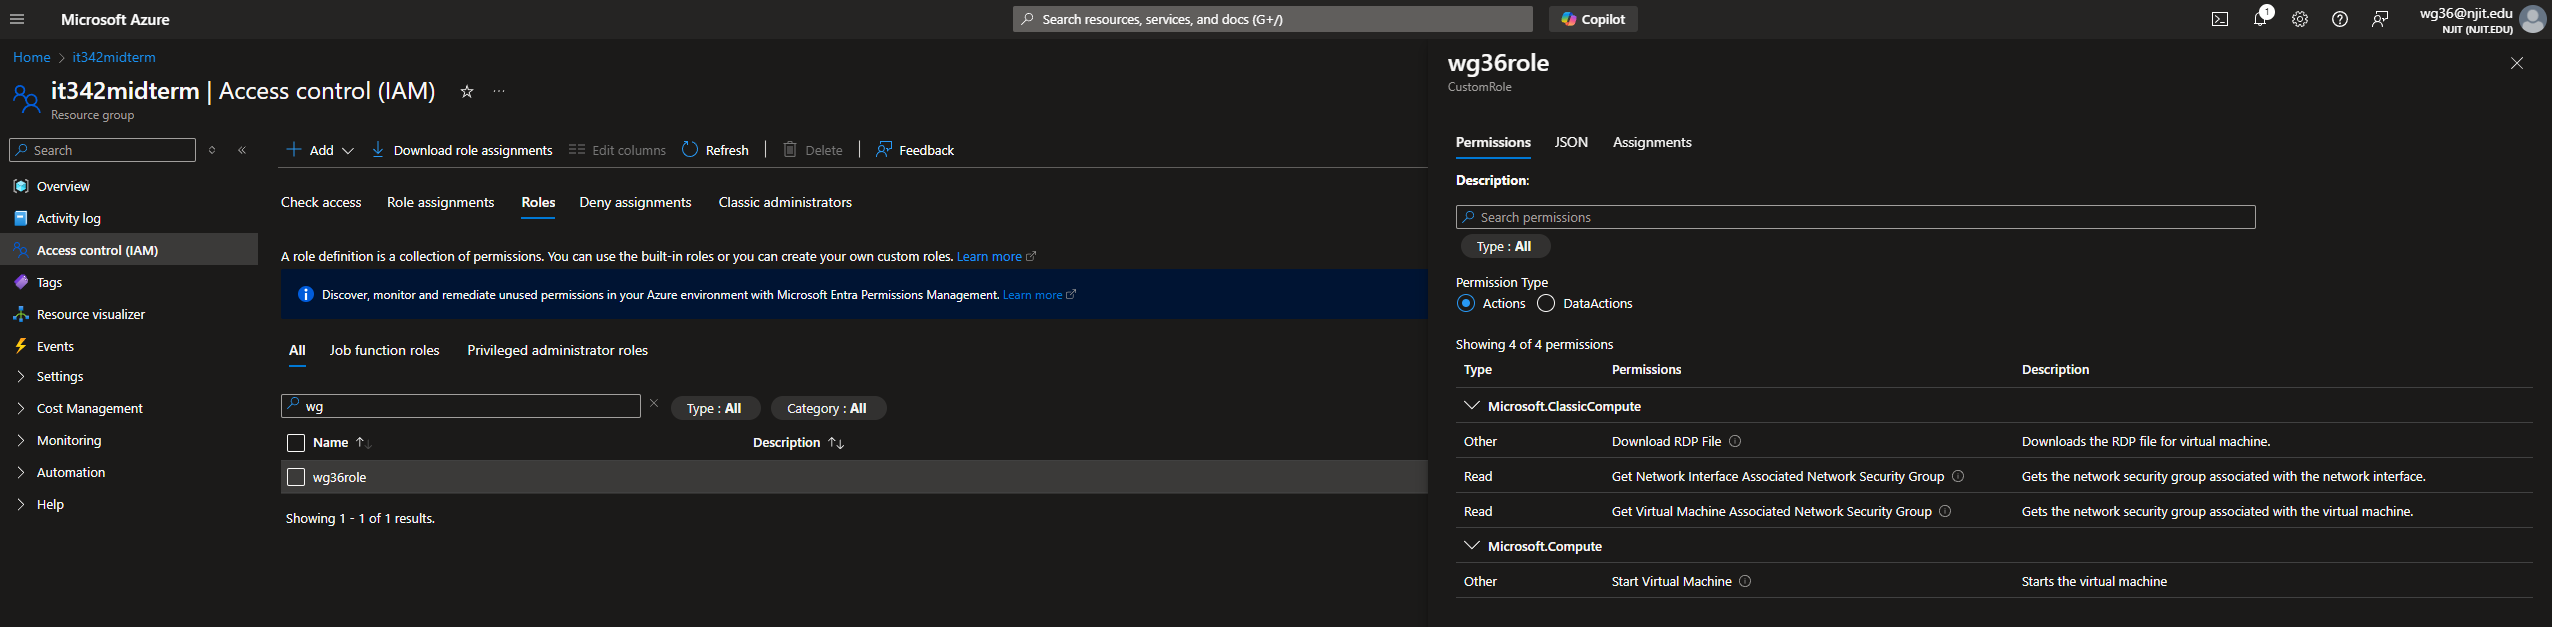 Microsoft Azure
Search resources, services, and docs (G+/)
Copilot
1
wg36@njit.edu
NJIT (NJIT.EDU)
Home > it342midterm
it342midterm | Access control (IAM)
Resource group
Search
Overview
Activity log
Access control (IAM)
Tags
Resource visualizer
Events
Settings
Cost Management
Monitoring
Automation
Help
Add
Download role assignments
Edit columns
Refresh
Delete
Feedback
Check access
Role assignments
Roles
Deny assignments
Classic administrators
A role definition is a collection of permissions. You can use the built-in roles or you can create your own custom roles. Learn more
Discover, monitor and remediate unused permissions in your Azure environment with Microsoft Entra Permissions Management. Learn more
All
Job function roles
Privileged administrator roles
wg
Type : All
Category : All
Name
Description
wg36role
Showing 1 - 1 of 1 results.
wg36role
CustomRole
Permissions
JSON
Assignments
Description:
Search permissions
Type : All
Permission Type
Actions
DataActions
Showing 4 of 4 permissions
Type Permissions Description
Microsoft.ClassicCompute
Other Download RDP File Downloads the RDP file for virtual machine.
Read Get Network Interface Associated Network Security Group Gets the network security group associated with the network interface.
Read Get Virtual Machine Associated Network Security Group Gets the network security group associated with the virtual machine.
Microsoft.Compute
Other Start Virtual Machine Starts the virtual machine